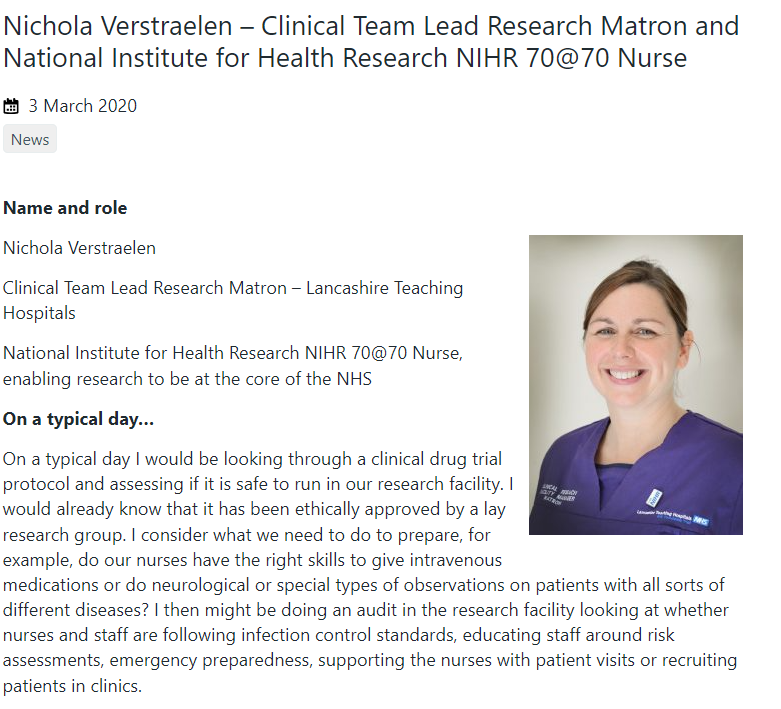 Nichola Verstraelen – Clinical Team Lead Research Matron and
National Institute for Health Research NIHR 70@70 Nurse
3 March 2020
News
Name and role
Nichola Verstraelen
Clinical Team Lead Research Matron – Lancashire Teaching
Hospitals
National Institute for Health Research NIHR 70@70 Nurse,
enabling research to be at the core of the NHS
On a typical day…
On a typical day I would be looking through a clinical drug trial
protocol and assessing if it is safe to run in our research facility. I
would already know that it has been ethically approved by a lay
research group. I consider what we need to do to prepare, for
example, do our nurses have the right skills to give intravenous
medications or do neurological or special types of observations on patients with all sorts of
different diseases? I then might be doing an audit in the research facility looking at whether
nurses and staff are following infection control standards, educating staff around risk
assessments, emergency preparedness, supporting the nurses with patient visits or recruiting
patients in clinics.
CLINICAL RESEARCH
FACILITY MANAGER
MATRON
Lancashire Teaching Hospitals NHS